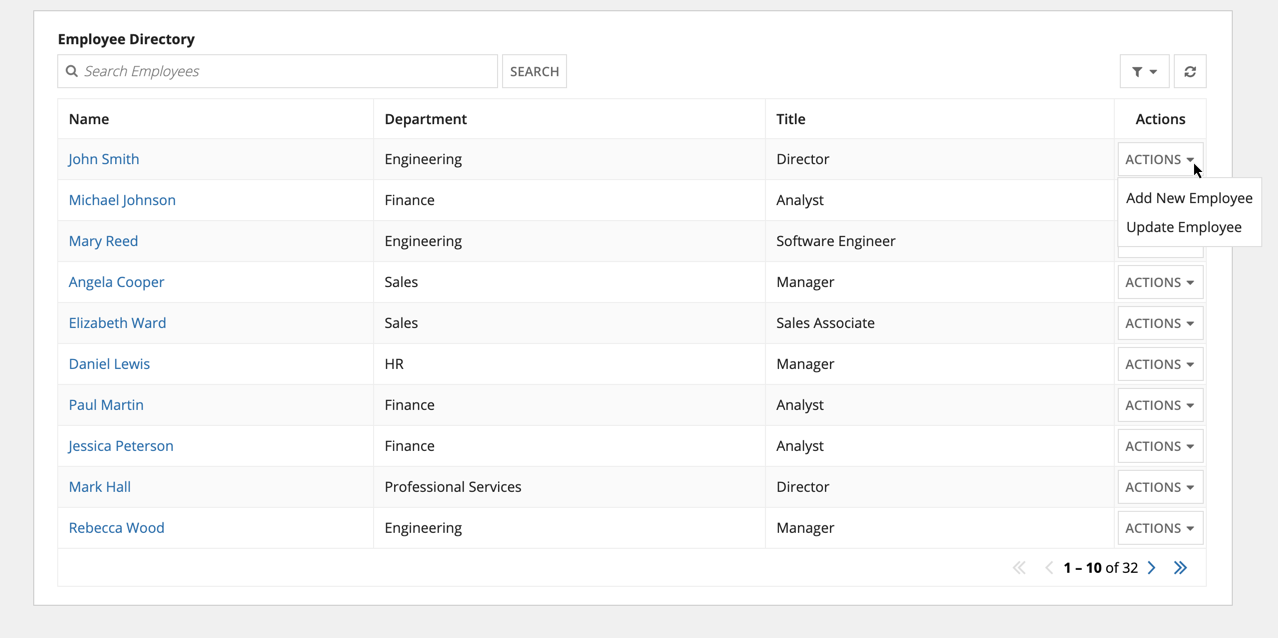 Employee Directory
Search Employees SEARCH
Name Department Title Actions
John Smith Engineering Director ACTIONS
Michael Johnson Finance Analyst Add New Employee
Update Employee
Mary Reed Engineering Software Engineer
Angela Cooper Sales Manager ACTIONS
Elizabeth Ward Sales Sales Associate ACTIONS
Daniel Lewis HR Manager ACTIONS
Paul Martin Finance Analyst ACTIONS
Jessica Peterson Finance Analyst ACTIONS
Mark Hall Professional Services Director ACTIONS
Rebecca Wood Engineering Manager ACTIONS
1 – 10 of 32